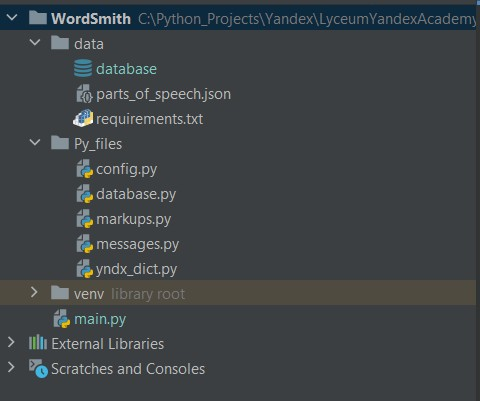 WordSmith C:\Python_Projects\Yandex\LyceumYandexAcademy
data
database
parts_of_speech.json
requirements.txt
Py_files
config.py
database.py
markups.py
messages.py
yndx_dict.py
venv library root
main.py
External Libraries
Scratches and Consoles